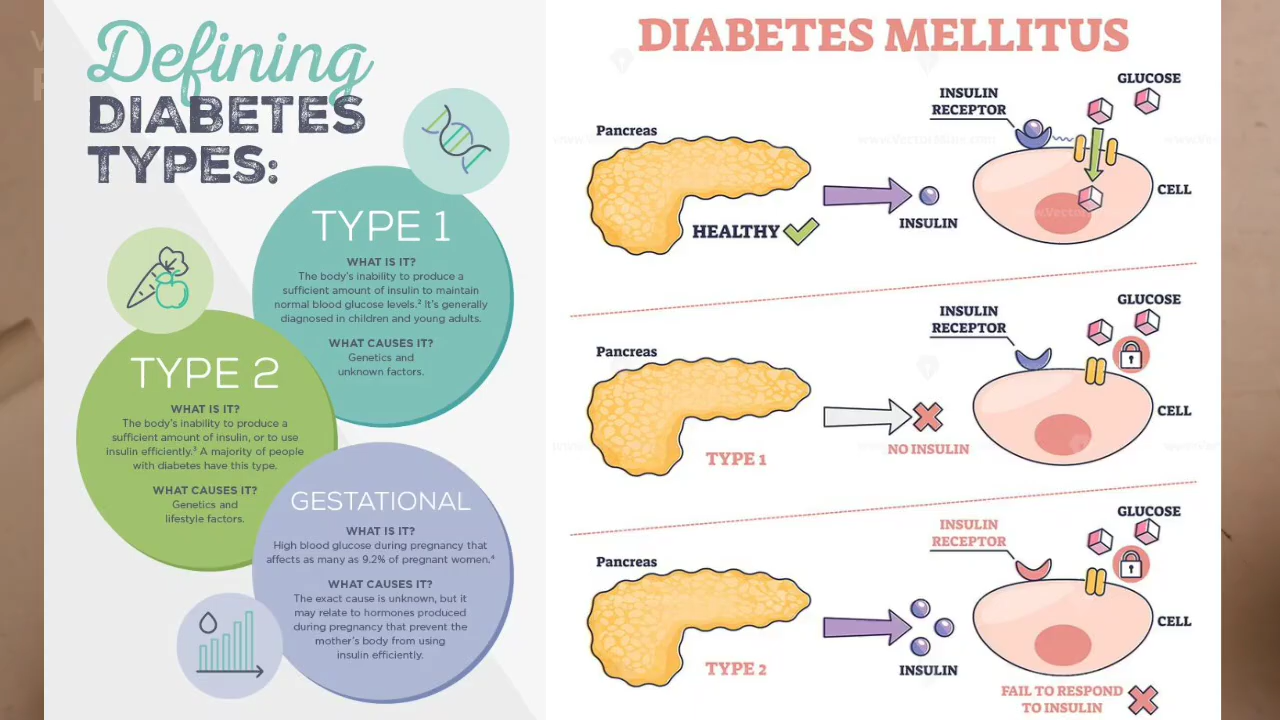 Defining
DIABETES
TYPES:
TYPE 1
WHAT IS IT?
The body's inability to produce a
sufficient amount of insulin to maintain
normal blood glucose levels.² It's generally
diagnosed in children and young adults.
WHAT CAUSES IT?
Genetics and
unknown factors.
TYPE 2
WHAT IS IT?
The body's inability to produce a
sufficient amount of insulin, or to use
insulin efficiently.³ A majority of people
with diabetes have this type.
WHAT CAUSES IT?
Genetics and
lifestyle factors.
GESTATIONAL
WHAT IS IT?
High blood glucose during pregnancy that
affects as many as 9.2% of pregnant women.⁴
WHAT CAUSES IT?
The exact cause is unknown, but it
may relate to hormones produced
during pregnancy that prevent the
mother's body from using
insulin efficiently.
DIABETES MELLITUS
Pancreas
HEALTHY
INSULIN
INSULIN
RECEPTOR
GLUCOSE
CELL
www.VectorMine.com
Pancreas
TYPE 1
NO INSULIN
INSULIN
RECEPTOR
GLUCOSE
CELL
Pancreas
TYPE 2
INSULIN
INSULIN
RECEPTOR
GLUCOSE
CELL
FAIL TO RESPOND
TO INSULIN